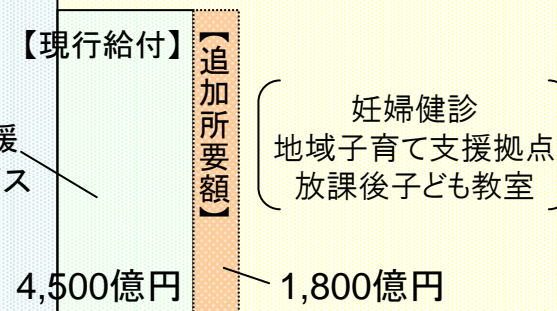 【現行給付】
【追加所要額】
妊婦健診
地域子育て支援拠点
放課後子ども教室
援
ス
4,500億円
1,800億円